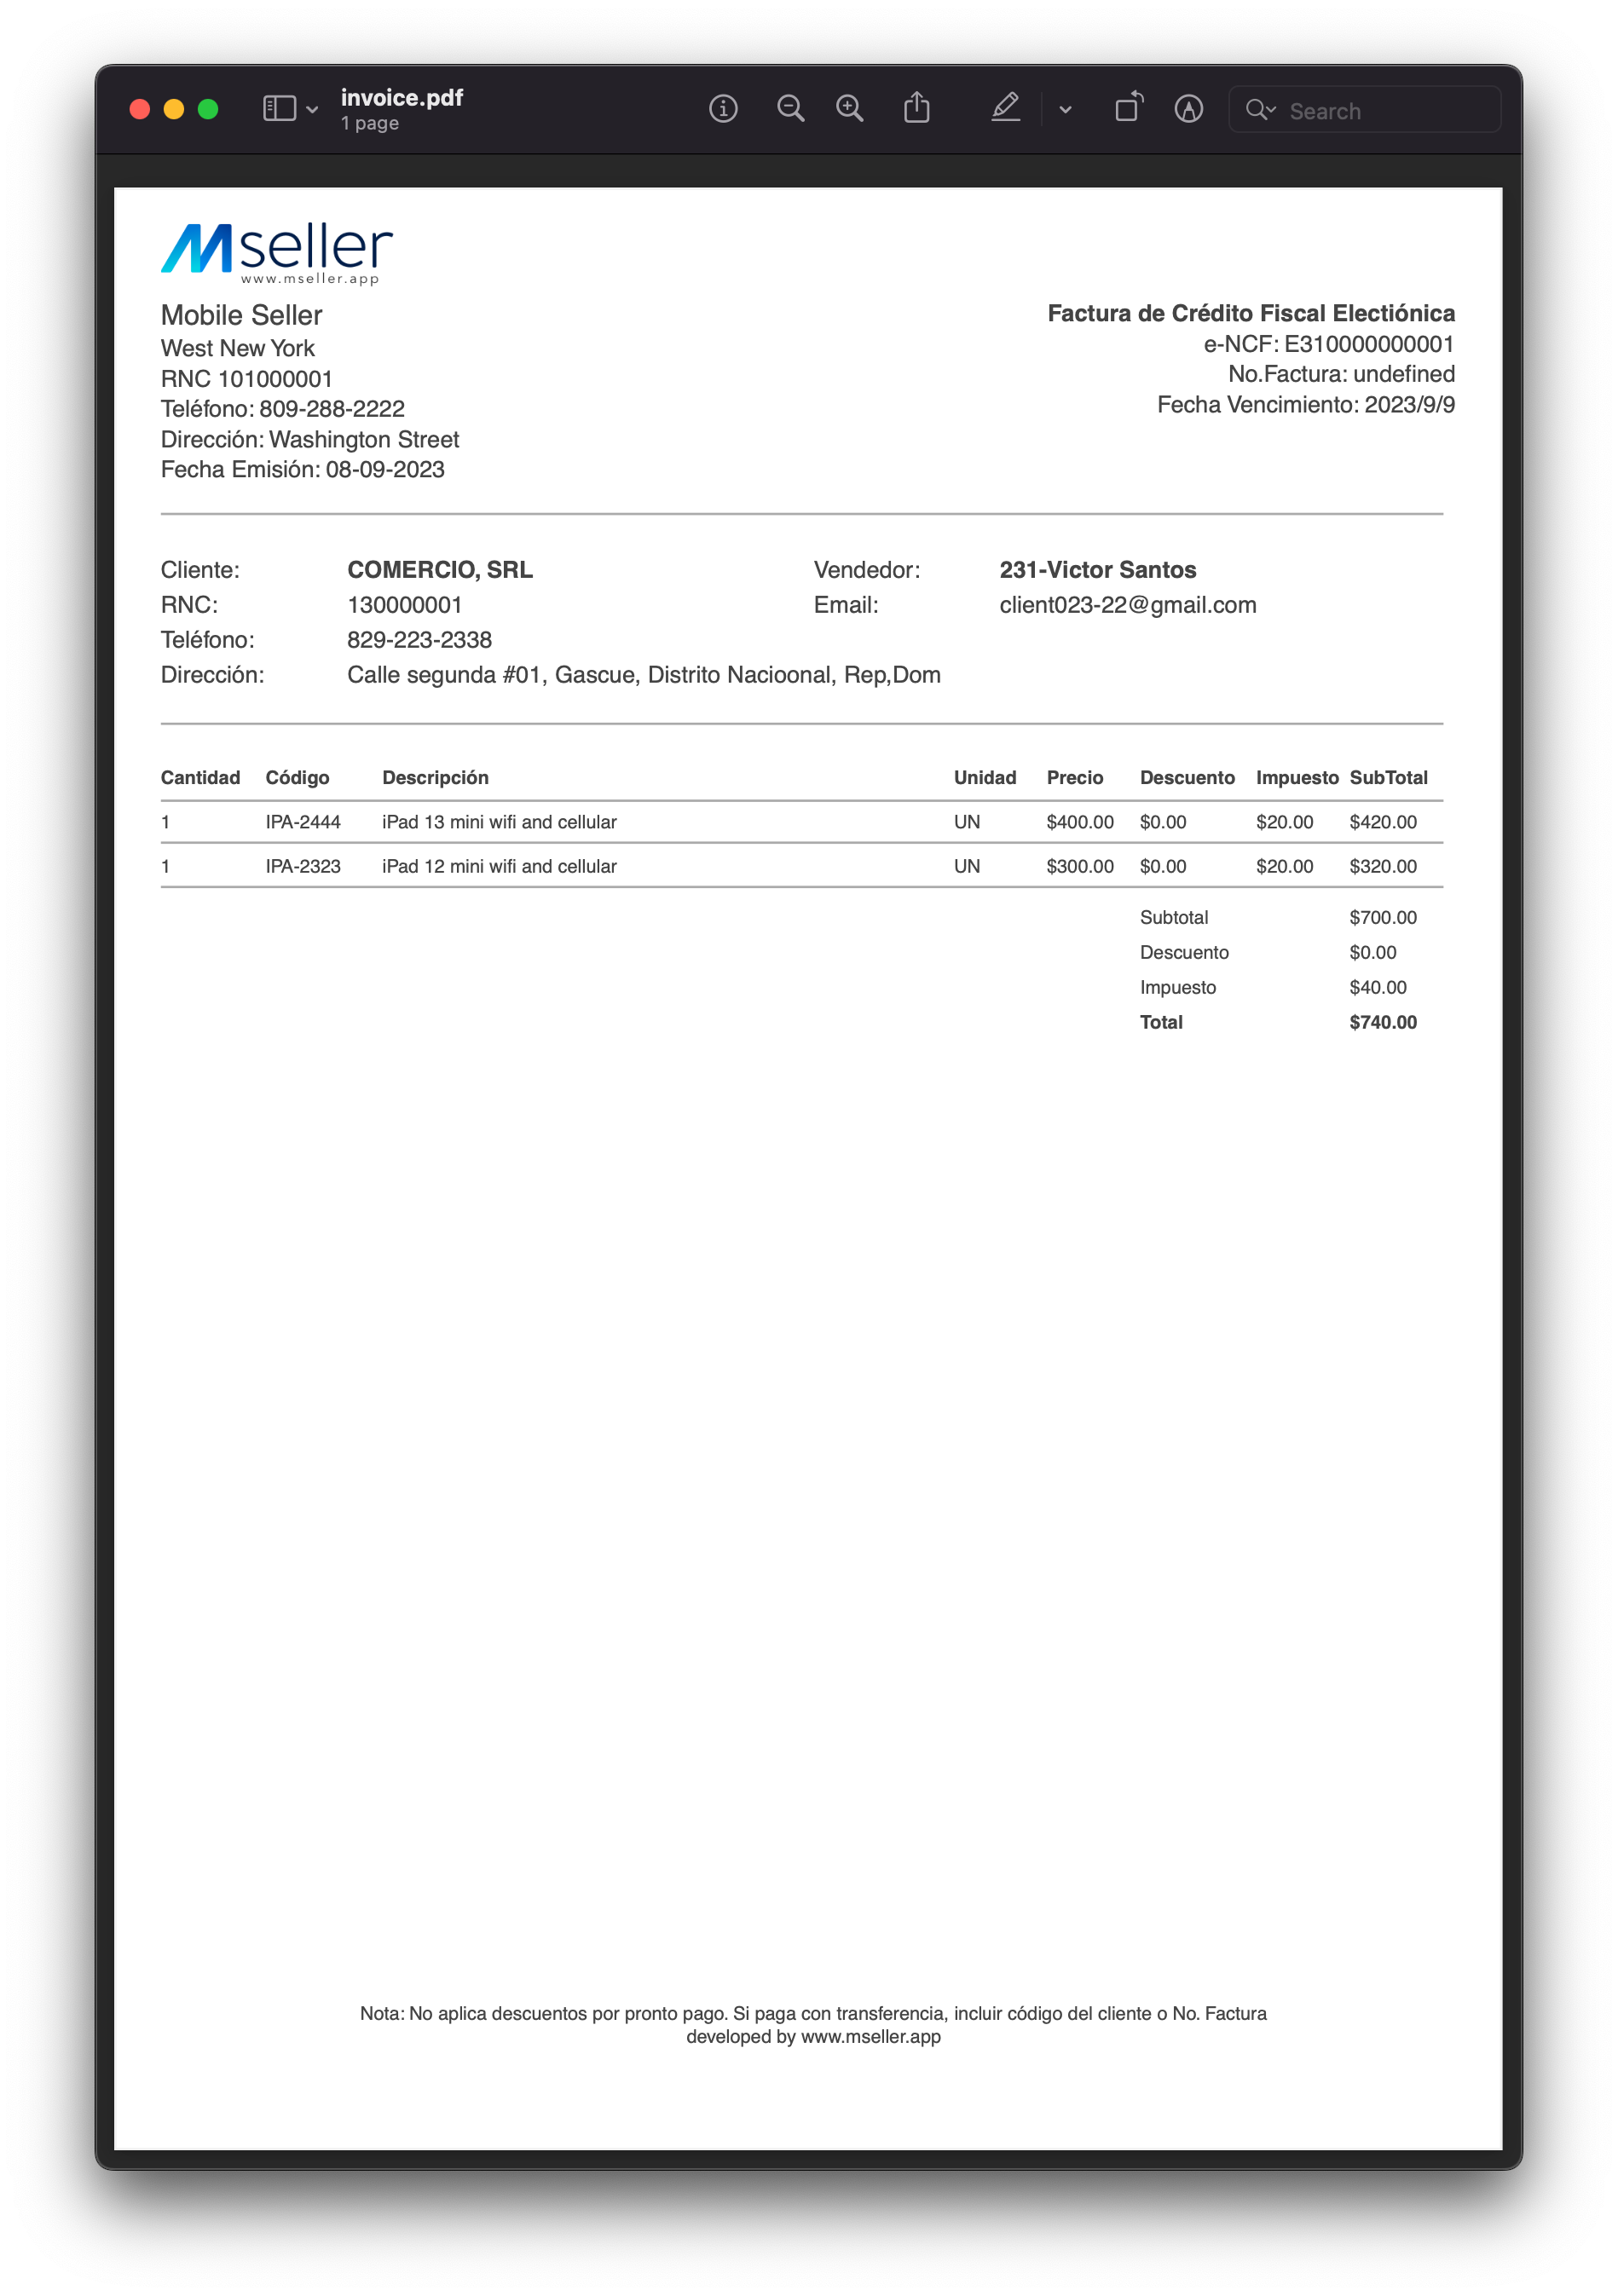 invoice.pdf
1 page
Search
Mseller
www.mseller.app
Mobile Seller
West New York
RNC 101000001
Teléfono: 809-288-2222
Dirección: Washington Street
Fecha Emisión: 08-09-2023
Factura de Crédito Fiscal Electiónica
e-NCF: E310000000001
No.Factura: undefined
Fecha Vencimiento: 2023/9/9
Cliente: COMERCIO, SRL Vendedor: 231-Victor Santos
RNC: 130000001 Email: client023-22@gmail.com
Teléfono: 829-223-2338
Dirección: Calle segunda #01, Gascue, Distrito Nacioonal, Rep,Dom
Cantidad Código Descripción Unidad Precio Descuento Impuesto SubTotal
1 IPA-2444 iPad 13 mini wifi and cellular UN $400.00 $0.00 $20.00 $420.00
1 IPA-2323 iPad 12 mini wifi and cellular UN $300.00 $0.00 $20.00 $320.00
Subtotal $700.00
Descuento $0.00
Impuesto $40.00
Total $740.00
Nota: No aplica descuentos por pronto pago. Si paga con transferencia, incluir código del cliente o No. Factura
developed by www.mseller.app